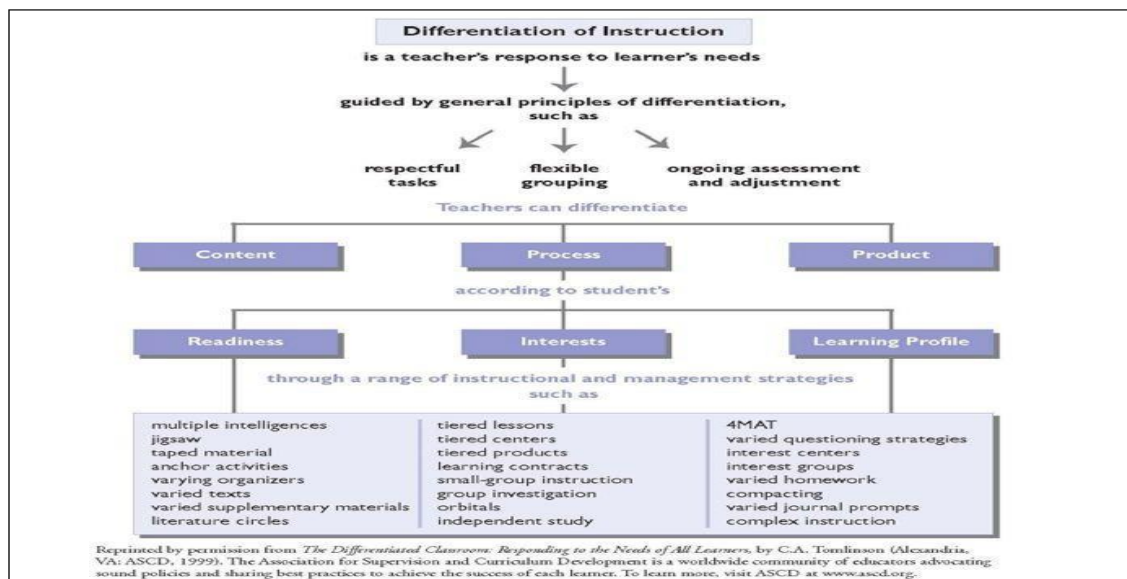 Differentiation of Instruction
is a teacher's response to learner's needs
guided by general principles of differentiation,
such as
respectful
tasks
flexible
grouping
ongoing assessment
and adjustment
Teachers can differentiate
Content
Process
Product
according to student's
Readiness
Interests
Learning Profile
through a range of instructional and management strategies
such as
multiple intelligences
jigsaw
taped material
anchor activities
varying organizers
varied texts
varied supplementary materials
literature circles
tiered lessons
tiered centers
tiered products
learning contracts
small-group instruction
group investigation
orbitals
independent study
4MAT
varied questioning strategies
interest centers
interest groups
varied homework
compacting
varied journal prompts
complex instruction
Reprinted by permission from The Differentiated Classroom: Responding to the Needs of All Learners, by C.A. Tomlinson (Alexandria,
VA: ASCD, 1999). The Association for Supervision and Curriculum Development is a worldwide community of educators advocating
sound policies and sharing best practices to achieve the success of each learner. To learn more, visit ASCD at www.ascd.org.